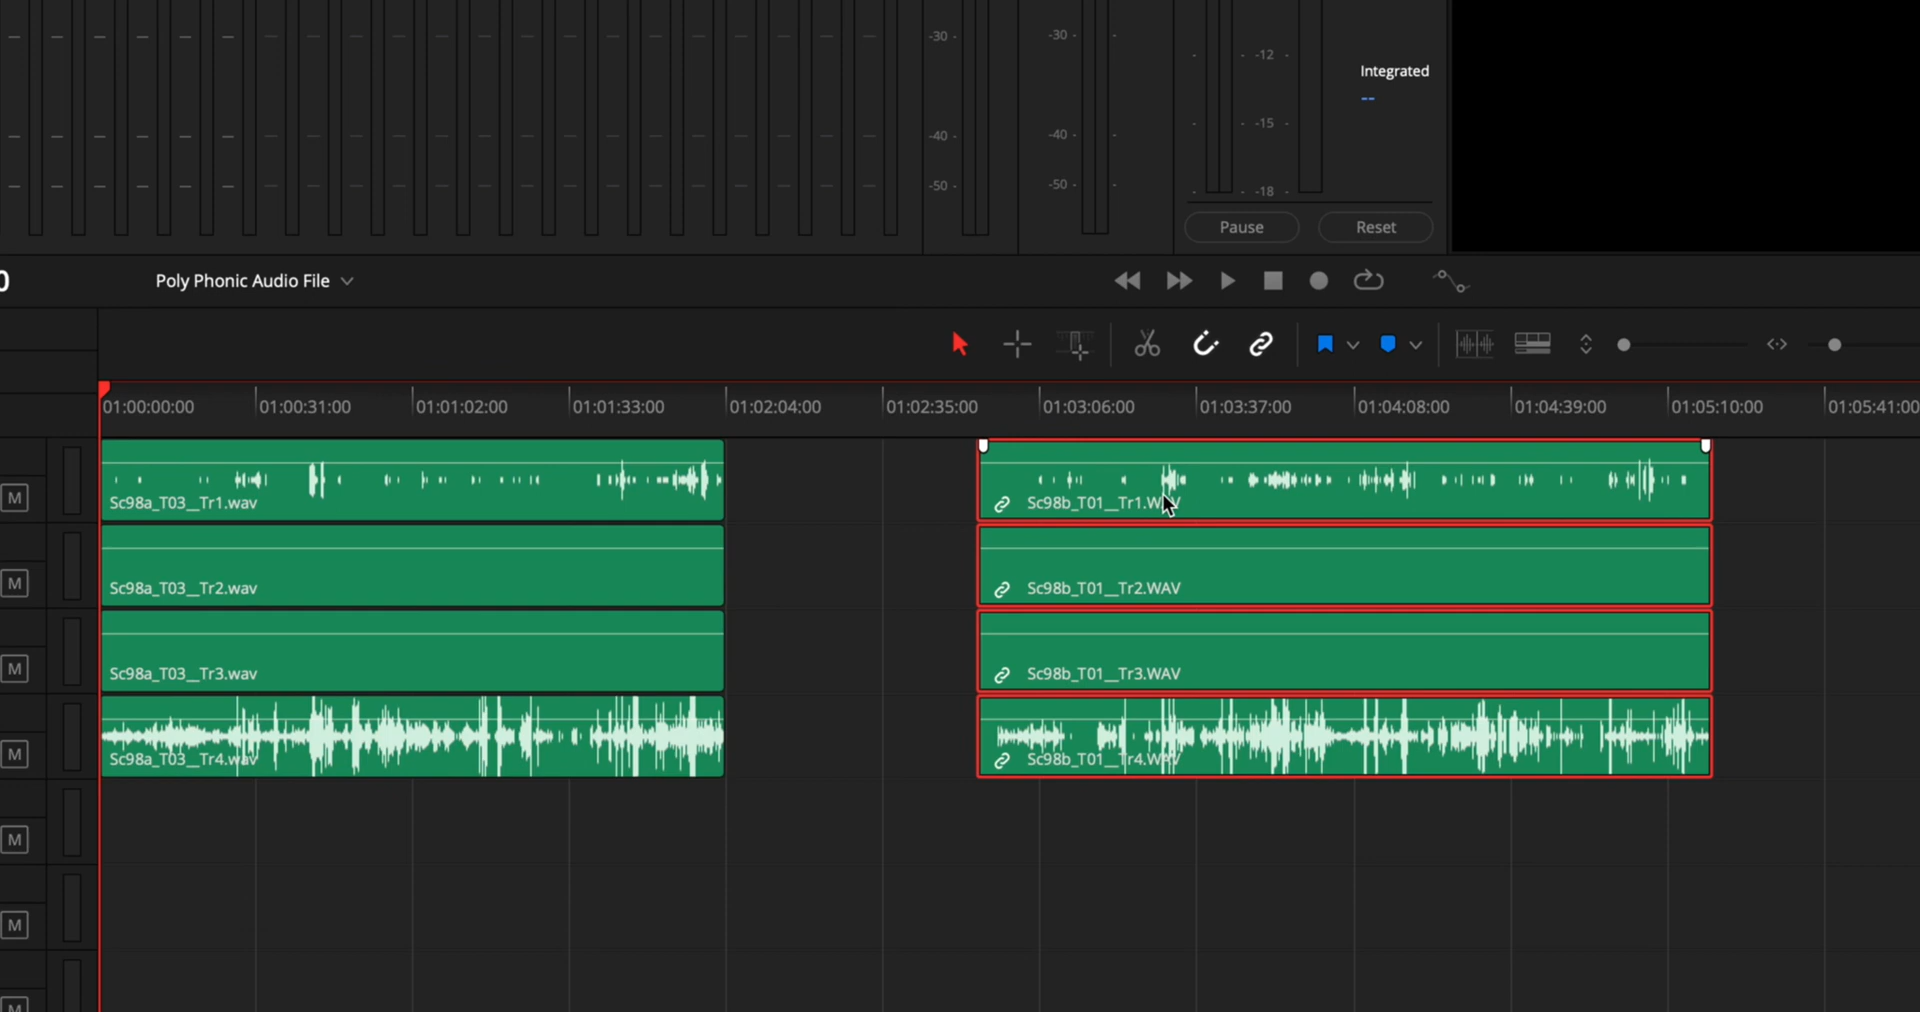 -30 -
-30 -
- -12 -
Integrated
--
- -15 -
-40 -
-40 -
-50 -
-50 -
- -18 -
Pause
Reset
0
Poly Phonic Audio File
01:00:00:00
01:00:31:00
01:01:02:00
01:01:33:00
01:02:04:00
01:02:35:00
01:03:06:00
01:03:37:00
01:04:08:00
01:04:39:00
01:05:10:00
01:05:41:00
M
Sc98a_T03__Tr1.wav
Sc98b_T01__Tr1.WAV
M
Sc98a_T03__Tr2.wav
Sc98b_T01__Tr2.WAV
M
Sc98a_T03__Tr3.wav
Sc98b_T01__Tr3.WAV
M
Sc98a_T03__Tr4.wav
Sc98b_T01__Tr4.WAV
M
M
M